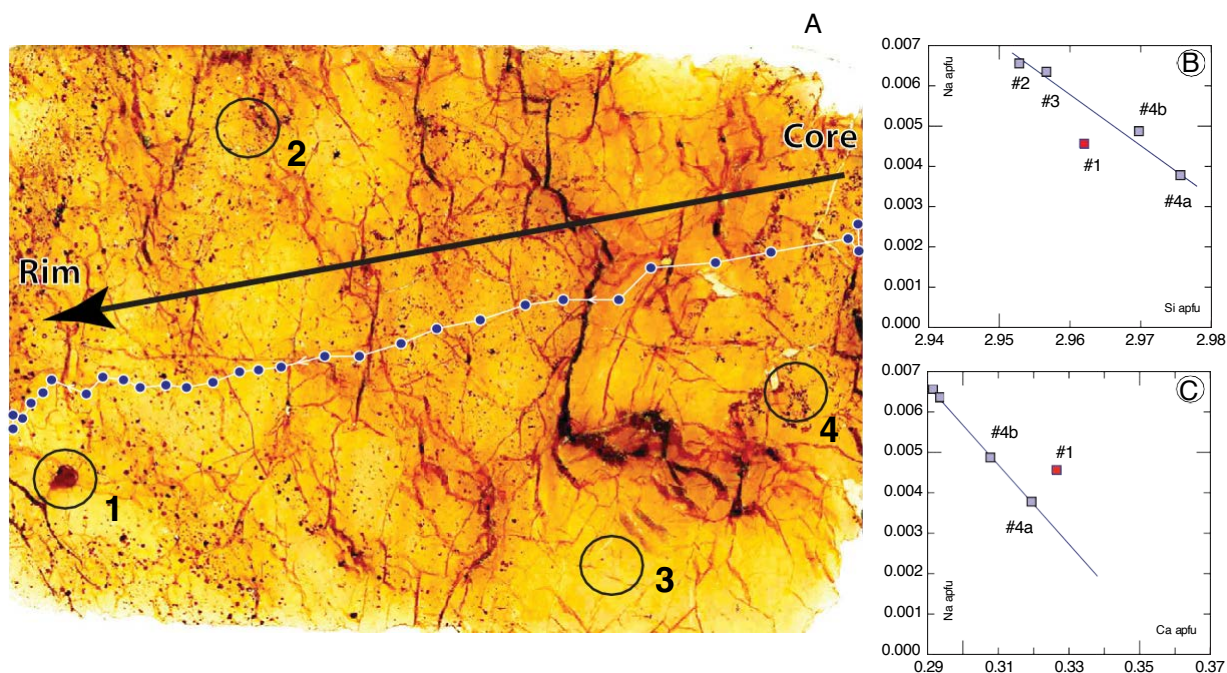 A
Core
Rim
1
2
3
4
B
Na apfu
0.007
0.006
0.005
0.004
0.003
0.002
0.001
0.000
#2
#3
#4b
#1
#4a
Si apfu
2.94 2.95 2.96 2.97 2.98
C
0.007
0.006
0.005
0.004
0.003
0.002
0.001
0.000
#4b
#1
#4a
Na apfu
Ca apfu
0.29 0.31 0.33 0.35 0.37